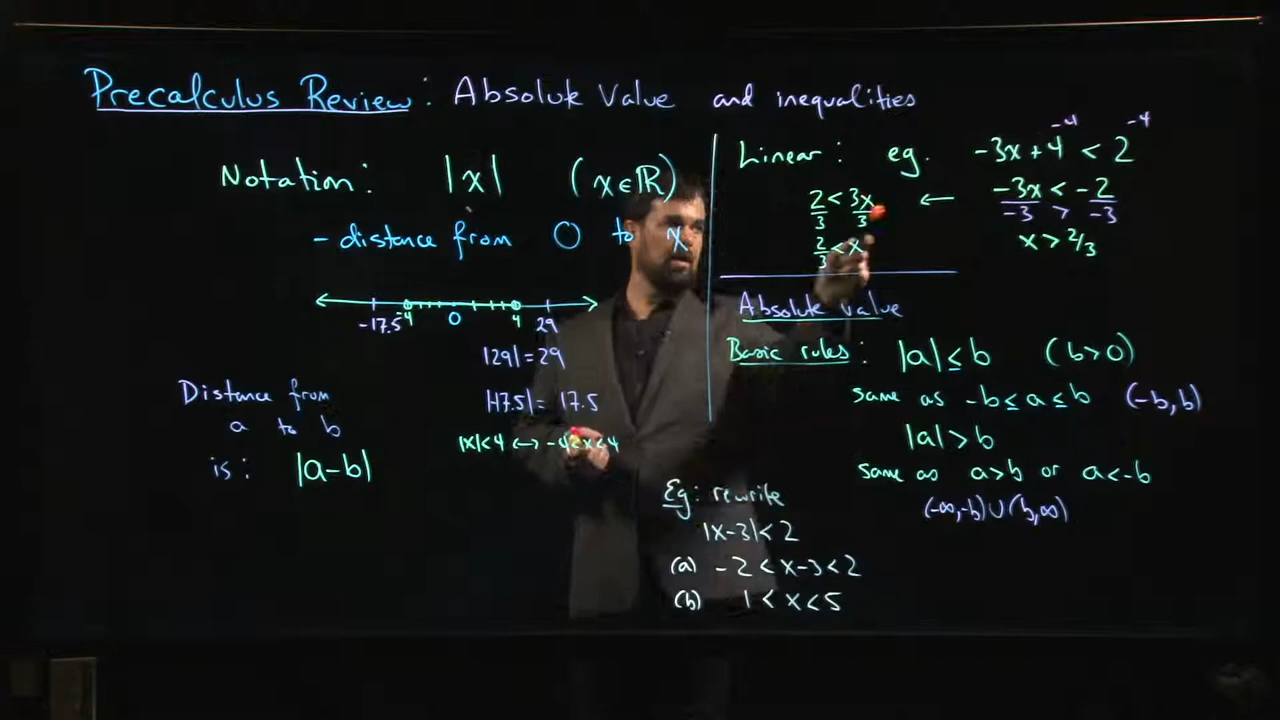 Precalculus Review: Absolute Value and inequalities
Notation: |x| (x∈ℝ)
- distance from 0 to x
-17.5 -4 0 4 29
|29| = 29
|-17.5| = 17.5
|x|<4 ↔ -4<x<4
Distance from
a to b
is: |a-b|
Linear: eg. -3x+4 < 2
-4 -4
-3x < -2
-3 > -3
x > 2/3
←
2 < 3x
3 3
2/3 < x
Absolute value
Basic rules: |a| ≤ b (b>0)
same as -b ≤ a ≤ b (-b,b)
|a| > b
same as a>b or a<-b
(-∞,-b)∪(b,∞)
Eg: rewrite
|x-3| < 2
(a) -2 < x-3 < 2
(b) 1 < x < 5